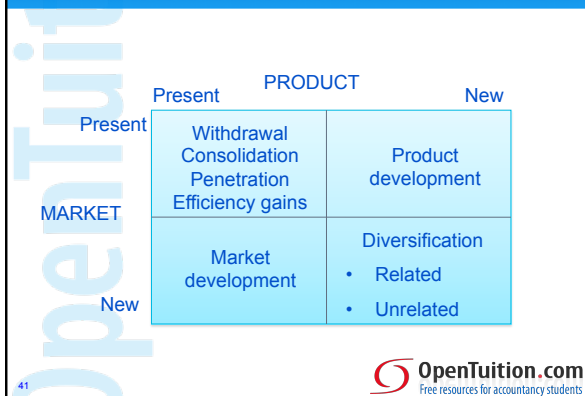 PRODUCT
Present New
Present
Withdrawal
Consolidation
Penetration
Efficiency gains
Product
development
MARKET
Market
development
Diversification
• Related
• Unrelated
New
OpenTuit
41
OpenTuition.com
Free resources for accountancy students